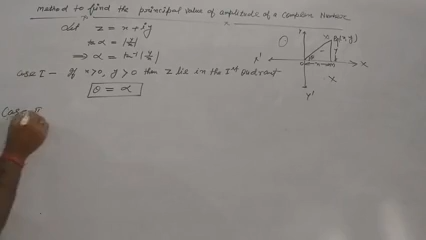 method to find the principal value of amplitude of a Complex Number
Let z = x + iy
tan α = |y/x|
⇒ α = tan⁻¹ |y/x|
Case I - If x>0, y>0 then z lie in the Iˢᵗ Quadrant
θ = α
Case II
Y
P(x,y)
X' X
Y'